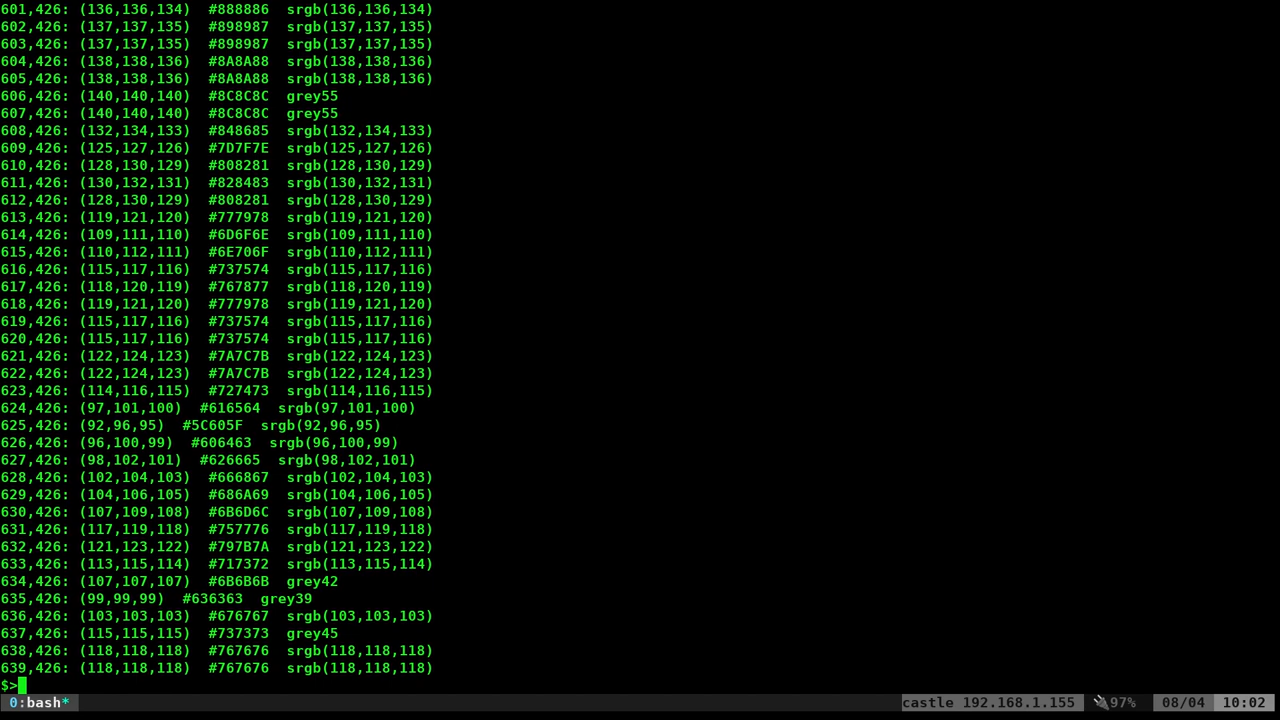 601,426: (136,136,134)  #888886  srgb(136,136,134)
602,426: (137,137,135)  #898987  srgb(137,137,135)
603,426: (137,137,135)  #898987  srgb(137,137,135)
604,426: (138,138,136)  #8A8A88  srgb(138,138,136)
605,426: (138,138,136)  #8A8A88  srgb(138,138,136)
606,426: (140,140,140)  #8C8C8C  grey55
607,426: (140,140,140)  #8C8C8C  grey55
608,426: (132,134,133)  #848685  srgb(132,134,133)
609,426: (125,127,126)  #7D7F7E  srgb(125,127,126)
610,426: (128,130,129)  #808281  srgb(128,130,129)
611,426: (130,132,131)  #828483  srgb(130,132,131)
612,426: (128,130,129)  #808281  srgb(128,130,129)
613,426: (119,121,120)  #777978  srgb(119,121,120)
614,426: (109,111,110)  #6D6F6E  srgb(109,111,110)
615,426: (110,112,111)  #6E706F  srgb(110,112,111)
616,426: (115,117,116)  #737574  srgb(115,117,116)
617,426: (118,120,119)  #767877  srgb(118,120,119)
618,426: (119,121,120)  #777978  srgb(119,121,120)
619,426: (115,117,116)  #737574  srgb(115,117,116)
620,426: (115,117,116)  #737574  srgb(115,117,116)
621,426: (122,124,123)  #7A7C7B  srgb(122,124,123)
622,426: (122,124,123)  #7A7C7B  srgb(122,124,123)
623,426: (114,116,115)  #727473  srgb(114,116,115)
624,426: (97,101,100)  #616564  srgb(97,101,100)
625,426: (92,96,95)  #5C605F  srgb(92,96,95)
626,426: (96,100,99)  #606463  srgb(96,100,99)
627,426: (98,102,101)  #626665  srgb(98,102,101)
628,426: (102,104,103)  #666867  srgb(102,104,103)
629,426: (104,106,105)  #686A69  srgb(104,106,105)
630,426: (107,109,108)  #6B6D6C  srgb(107,109,108)
631,426: (117,119,118)  #757776  srgb(117,119,118)
632,426: (121,123,122)  #797B7A  srgb(121,123,122)
633,426: (113,115,114)  #717372  srgb(113,115,114)
634,426: (107,107,107)  #6B6B6B  grey42
635,426: (99,99,99)  #636363  grey39
636,426: (103,103,103)  #676767  srgb(103,103,103)
637,426: (115,115,115)  #737373  grey45
638,426: (118,118,118)  #767676  srgb(118,118,118)
639,426: (118,118,118)  #767676  srgb(118,118,118)
$>
0:bash* castle 192.168.1.155 🔌97% 08/04 10:02